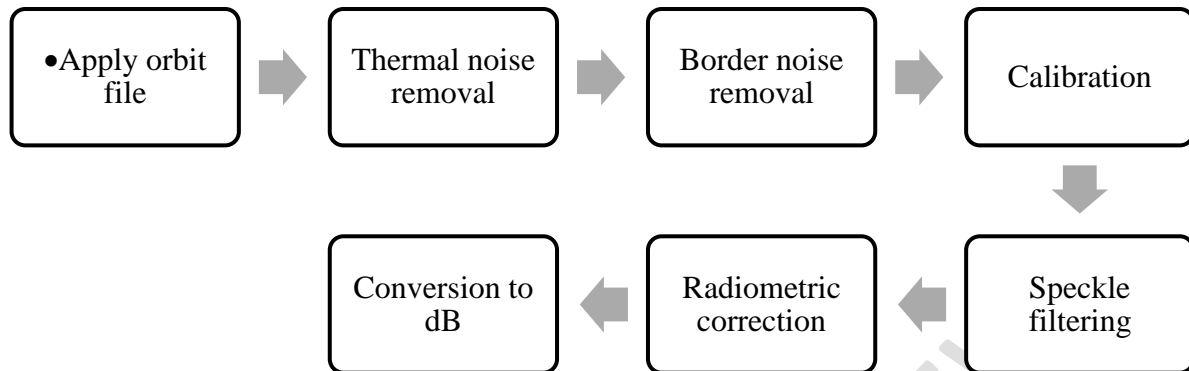 •Apply orbit
file
Thermal noise
removal
Border noise
removal
Calibration
Speckle
filtering
Radiometric
correction
Conversion to
dB